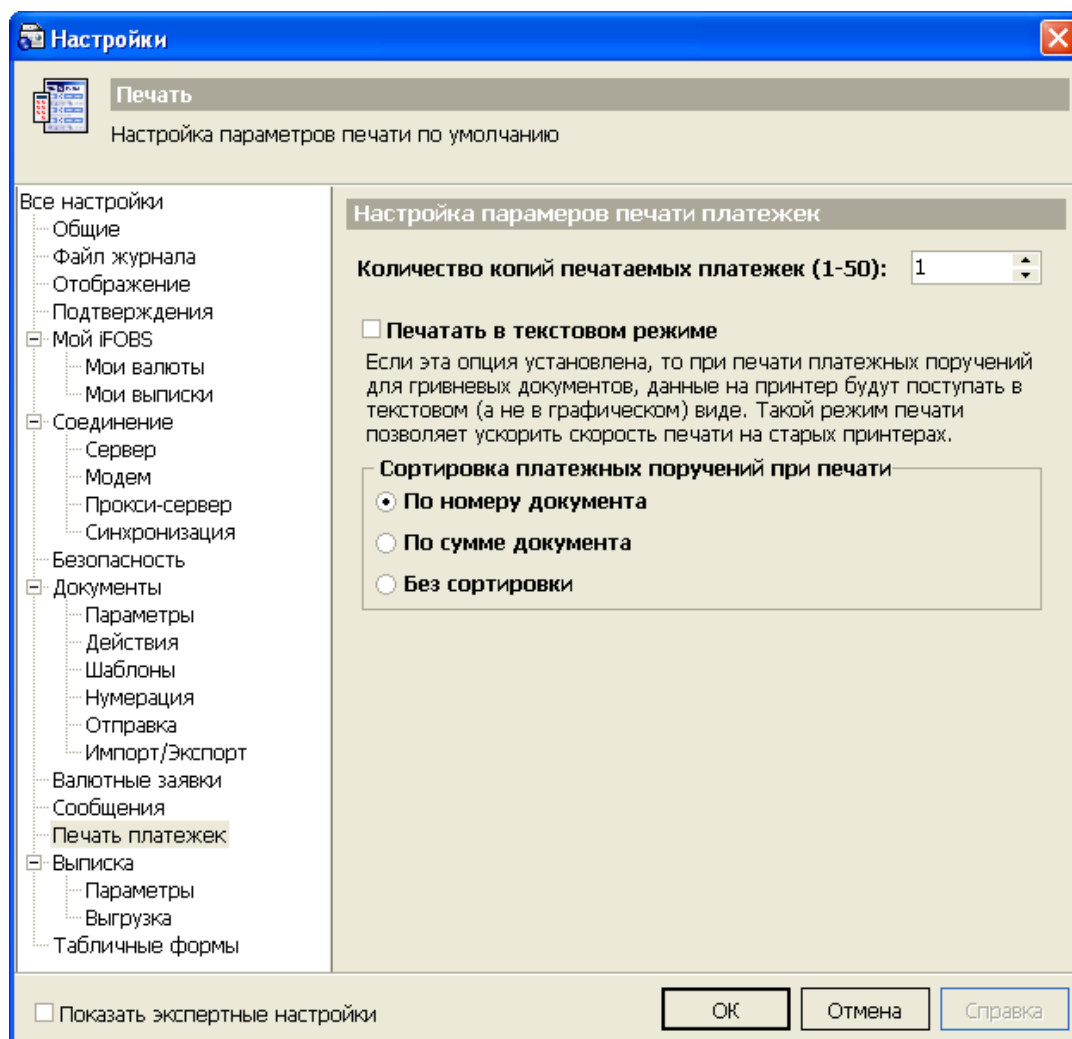 Настройки
Печать
Настройка параметров печати по умолчанию
Все настройки
Общие
Файл журнала
Отображение
Подтверждения
Мой iFOBS
Мои валюты
Мои выписки
Соединение
Сервер
Модем
Прокси-сервер
Синхронизация
Безопасность
Документы
Параметры
Действия
Шаблоны
Нумерация
Отправка
Импорт/Экспорт
Валютные заявки
Сообщения
Печать платежек
Выписка
Параметры
Выгрузка
Табличные формы
Настройка парамеров печати платежек
Количество копий печатаемых платежек (1-50): 1
Печатать в текстовом режиме
Если эта опция установлена, то при печати платежных поручений
для гривневых документов, данные на принтер будут поступать в
текстовом (а не в графическом) виде. Такой режим печати
позволяет ускорить скорость печати на старых принтерах.
Сортировка платежных поручений при печати
По номеру документа
По сумме документа
Без сортировки
Показать экспертные настройки
ОК
Отмена
Справка